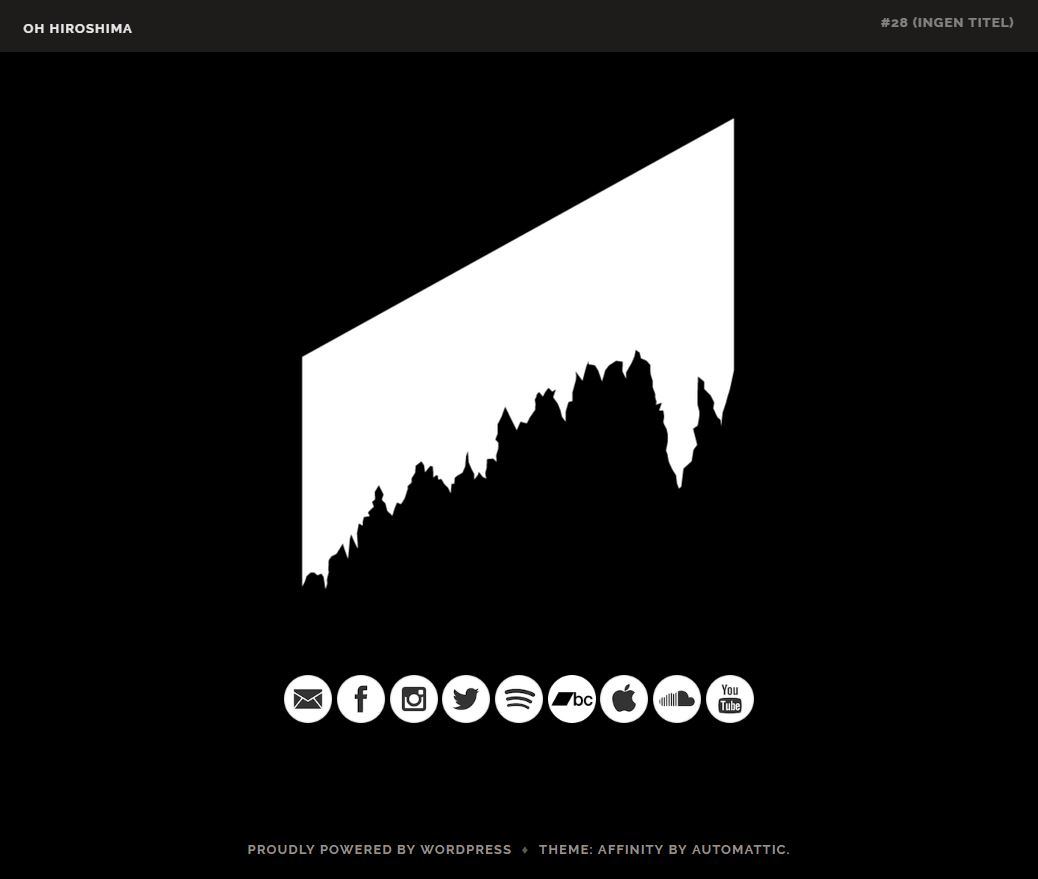 OH HIROSHIMA
#28 (INGEN TITEL)
bc
You
Tube
PROUDLY POWERED BY WORDPRESS ♦ THEME: AFFINITY BY AUTOMATTIC.